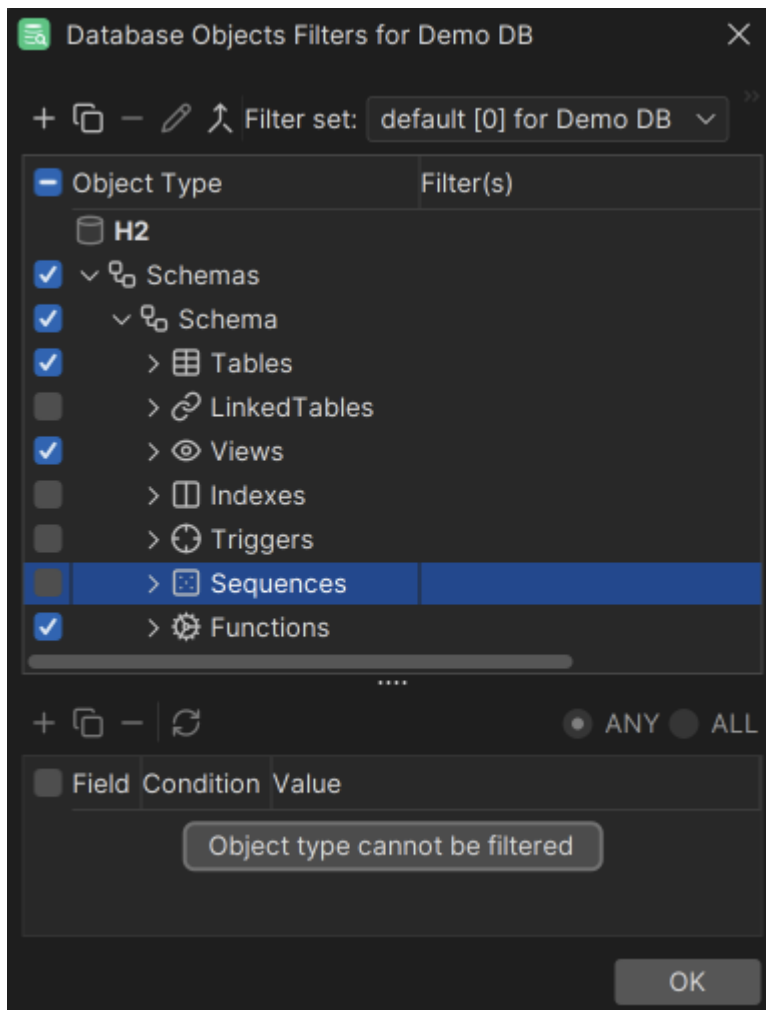 Database Objects Filters for Demo DB
Filter set: default [0] for Demo DB
Object Type Filter(s)
H2
Schemas
Schema
Tables
LinkedTables
Views
Indexes
Triggers
Sequences
Functions
ANY ALL
Field Condition Value
Object type cannot be filtered
OK